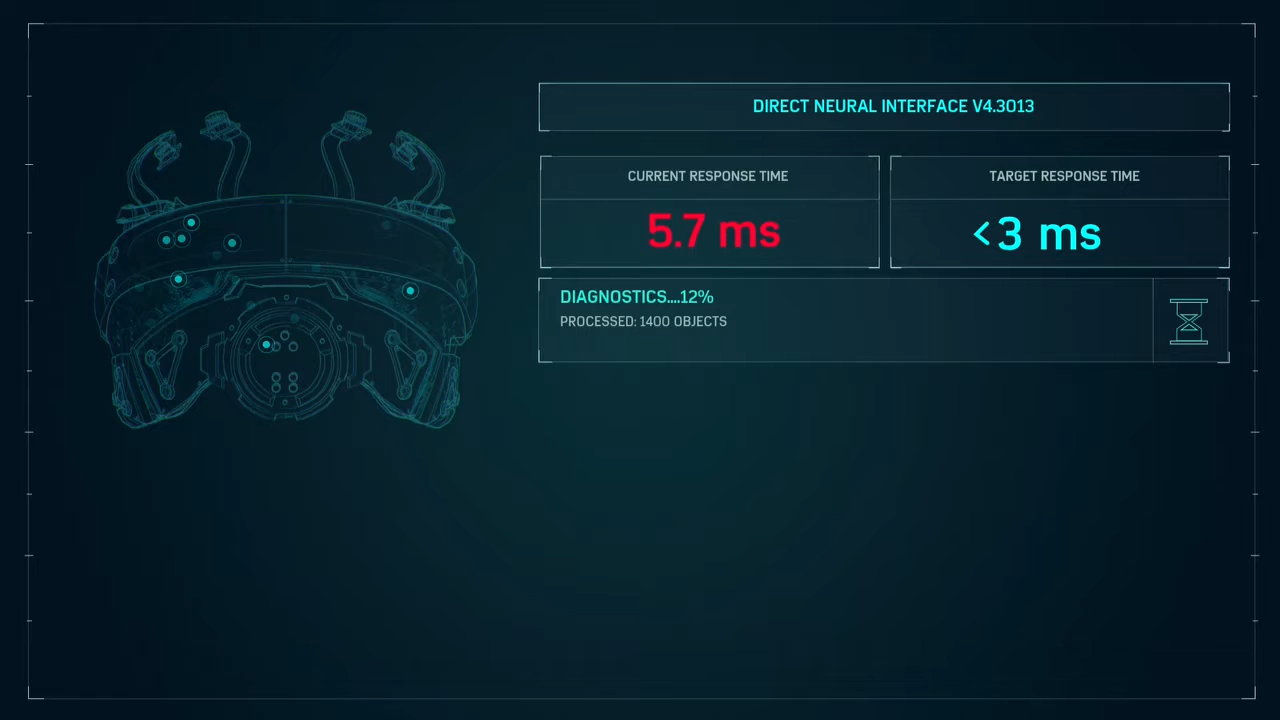 DIRECT NEURAL INTERFACE V4.3013
CURRENT RESPONSE TIME
TARGET RESPONSE TIME
5.7 ms
<3 ms
DIAGNOSTICS....12%
PROCESSED: 1400 OBJECTS